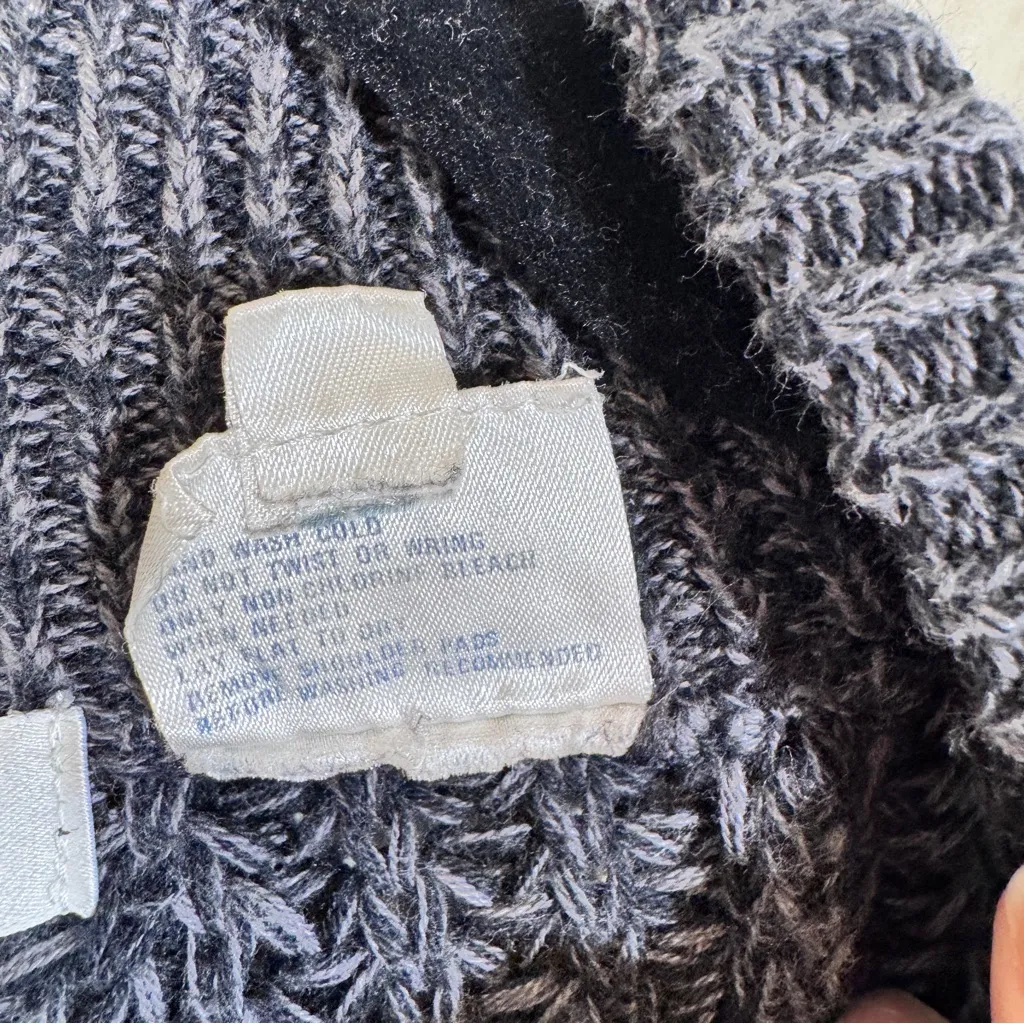 AND WASH COLD
DO NOT TWIST OR WRING
ONLY NON CHLORINE BLEACH
WHEN NEEDED
LAY FLAT TO DRY
REMOVE SHOULDER PADS
BEFORE WASHING RECOMMENDED